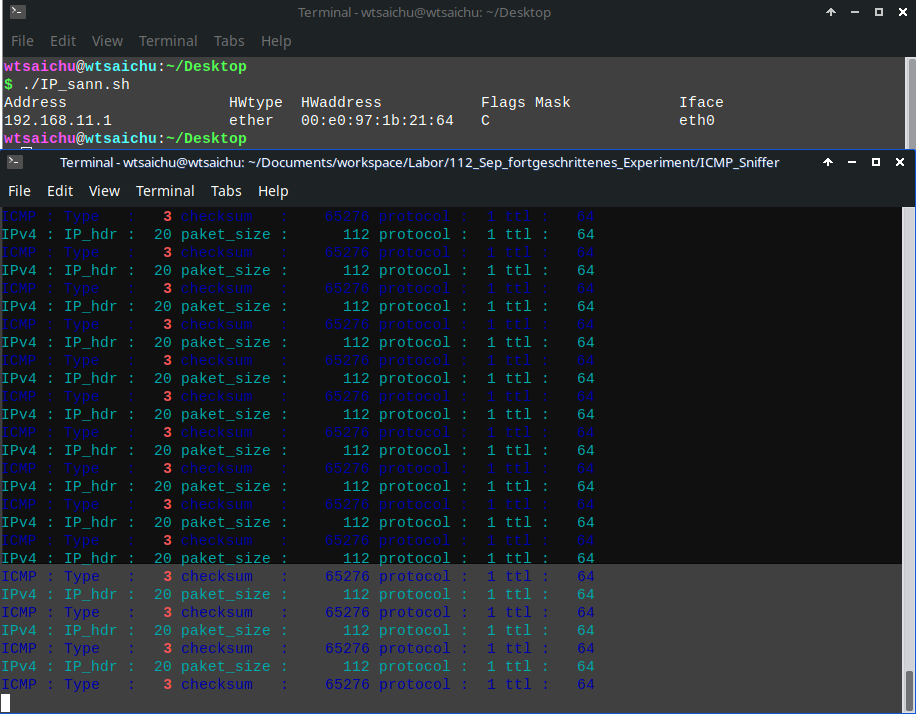 Terminal - wtsaichu@wtsaichu: ~/Desktop
File Edit View Terminal Tabs Help
wtsaichu@wtsaichu:~/Desktop
$ ./IP_sann.sh
Address HWtype HWaddress Flags Mask Iface
192.168.11.1 ether 00:e0:97:1b:21:64 C eth0
wtsaichu@wtsaichu:~/Desktop
Terminal - wtsaichu@wtsaichu: ~/Documents/workspace/Labor/112_Sep_fortgeschrittenes_Experiment/ICMP_Sniffer
File Edit View Terminal Tabs Help
ICMP : Type : 3 checksum : 65276 protocol : 1 ttl : 64
IPv4 : IP_hdr : 20 paket_size : 112 protocol : 1 ttl : 64
ICMP : Type : 3 checksum : 65276 protocol : 1 ttl : 64
IPv4 : IP_hdr : 20 paket_size : 112 protocol : 1 ttl : 64
ICMP : Type : 3 checksum : 65276 protocol : 1 ttl : 64
IPv4 : IP_hdr : 20 paket_size : 112 protocol : 1 ttl : 64
ICMP : Type : 3 checksum : 65276 protocol : 1 ttl : 64
IPv4 : IP_hdr : 20 paket_size : 112 protocol : 1 ttl : 64
ICMP : Type : 3 checksum : 65276 protocol : 1 ttl : 64
IPv4 : IP_hdr : 20 paket_size : 112 protocol : 1 ttl : 64
ICMP : Type : 3 checksum : 65276 protocol : 1 ttl : 64
IPv4 : IP_hdr : 20 paket_size : 112 protocol : 1 ttl : 64
ICMP : Type : 3 checksum : 65276 protocol : 1 ttl : 64
IPv4 : IP_hdr : 20 paket_size : 112 protocol : 1 ttl : 64
ICMP : Type : 3 checksum : 65276 protocol : 1 ttl : 64
IPv4 : IP_hdr : 20 paket_size : 112 protocol : 1 ttl : 64
ICMP : Type : 3 checksum : 65276 protocol : 1 ttl : 64
IPv4 : IP_hdr : 20 paket_size : 112 protocol : 1 ttl : 64
ICMP : Type : 3 checksum : 65276 protocol : 1 ttl : 64
IPv4 : IP_hdr : 20 paket_size : 112 protocol : 1 ttl : 64
ICMP : Type : 3 checksum : 65276 protocol : 1 ttl : 64
IPv4 : IP_hdr : 20 paket_size : 112 protocol : 1 ttl : 64
ICMP : Type : 3 checksum : 65276 protocol : 1 ttl : 64
IPv4 : IP_hdr : 20 paket_size : 112 protocol : 1 ttl : 64
ICMP : Type : 3 checksum : 65276 protocol : 1 ttl : 64
IPv4 : IP_hdr : 20 paket_size : 112 protocol : 1 ttl : 64
ICMP : Type : 3 checksum : 65276 protocol : 1 ttl : 64